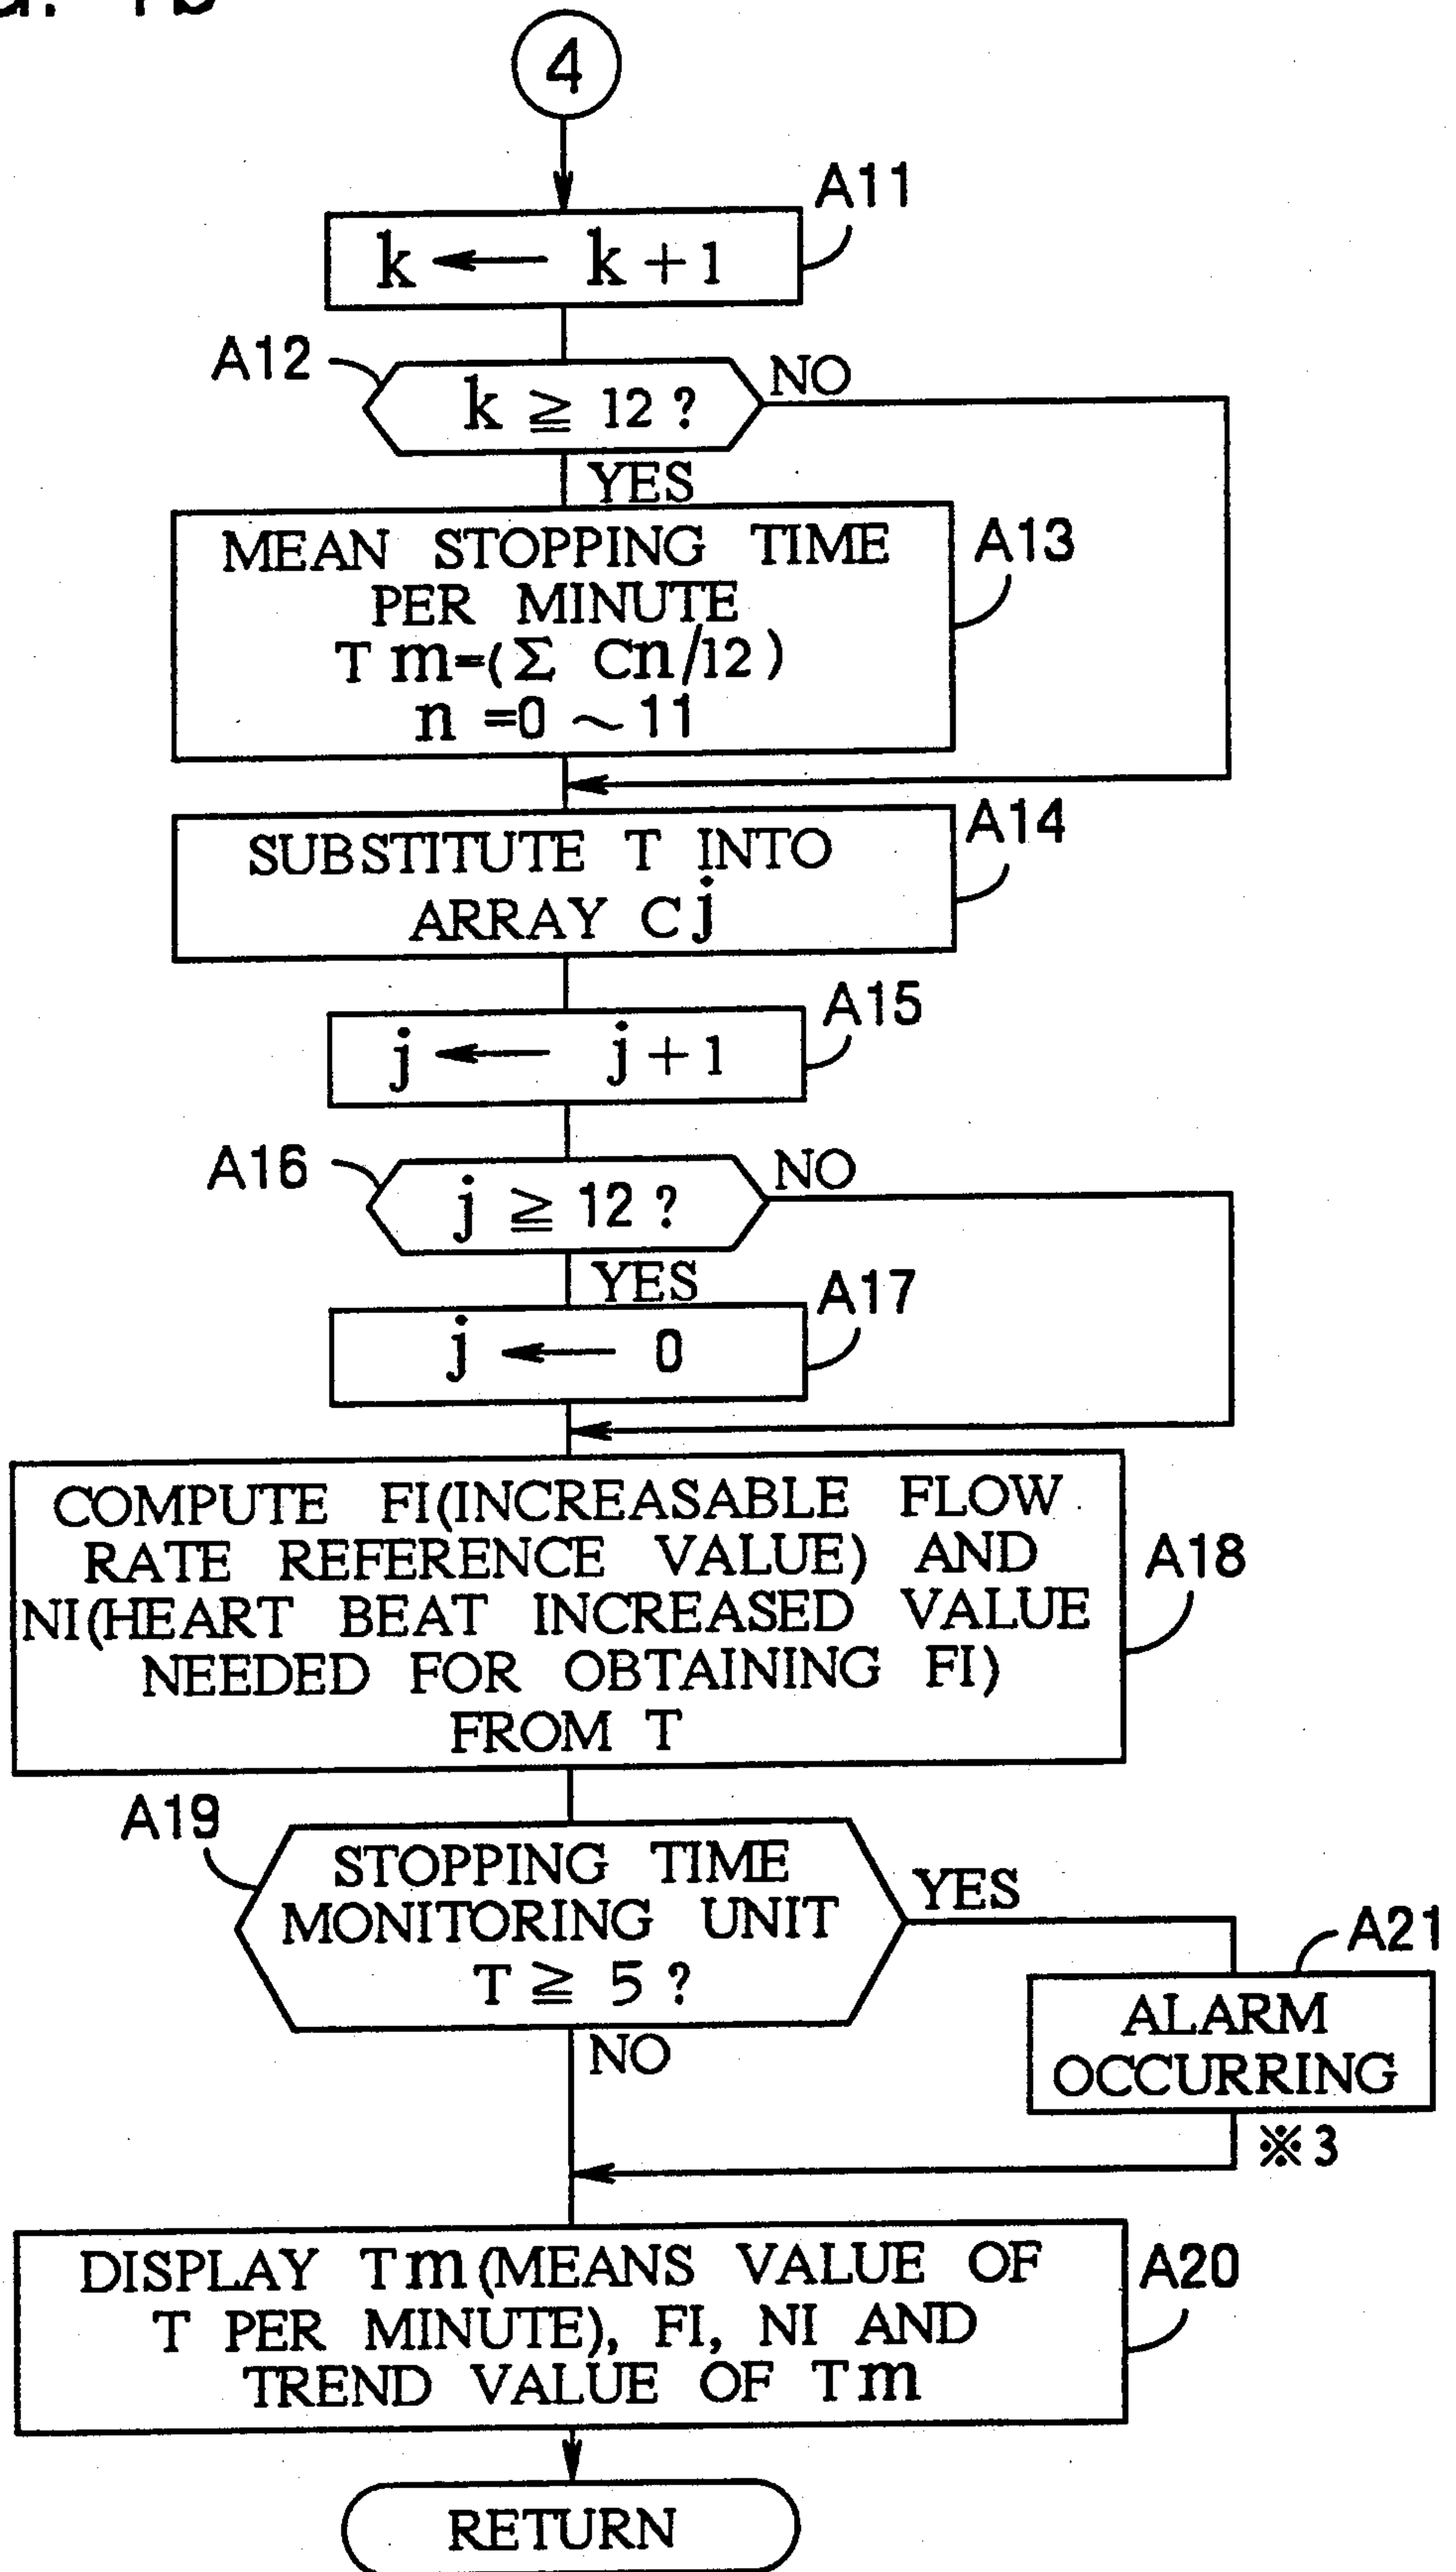 4
A11
k ← k + 1
A12
k ≧ 12 ?
NO
YES
MEAN STOPPING TIME
PER MINUTE
Tm=(Σ Cn/12)
n =0 ～ 11
A13
SUBSTITUTE T INTO
ARRAY Cj
A14
j ← j + 1
A15
A16
j ≧ 12 ?
NO
YES
j ← 0
A17
COMPUTE FI(INCREASABLE FLOW
RATE REFERENCE VALUE) AND
NI(HEART BEAT INCREASED VALUE
NEEDED FOR OBTAINING FI)
FROM T
A18
A19
STOPPING TIME
MONITORING UNIT
T ≧ 5 ?
YES
NO
A21
ALARM
OCCURRING
※3
DISPLAY Tm(MEANS VALUE OF
T PER MINUTE), FI, NI AND
TREND VALUE OF Tm
A20
RETURN